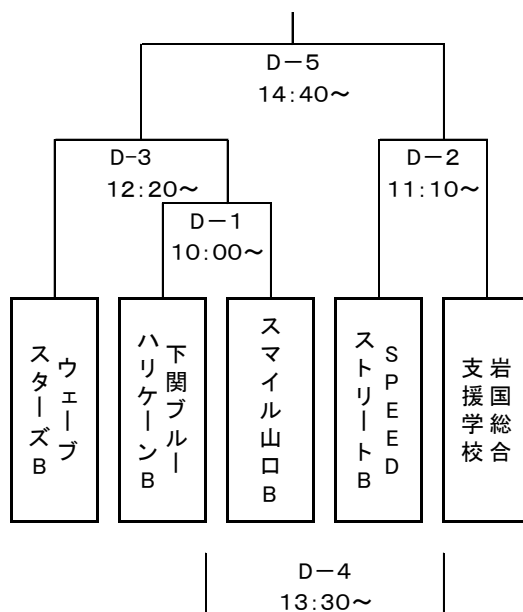 D－5
14:40～
D-3
12:20～
D－2
11:10～
D－1
10:00～
ウェーブ
スターズB
下関ブルー
ハリケーンB
スマイル山口B
SPEED
ストリートB
岩国総合
支援学校
D－4
13:30～